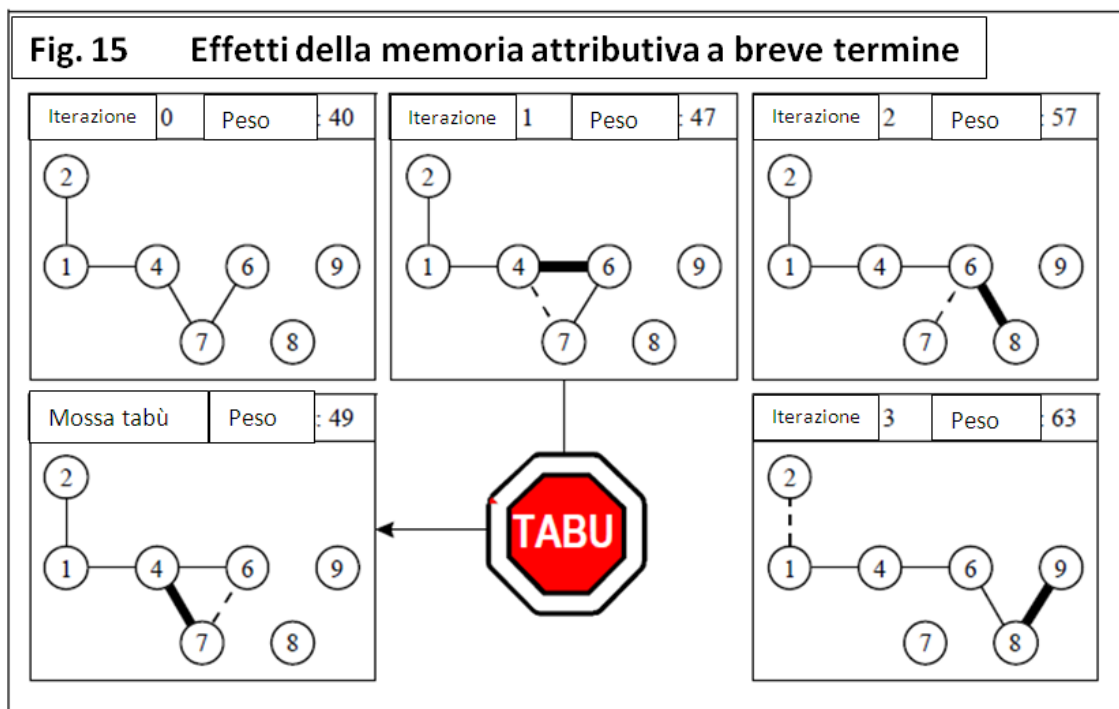 Fig. 15 Effetti della memoria attributiva a breve termine
Iterazione 0 Peso : 40
2
1 4 6 9
7 8
Iterazione 1 Peso : 47
2
1 4 6 9
7 8
Iterazione 2 Peso : 57
2
1 4 6 9
7 8
Mossa tabù Peso : 49
2
1 4 6 9
7 8
TABU
Iterazione 3 Peso : 63
2
1 4 6 9
7 8